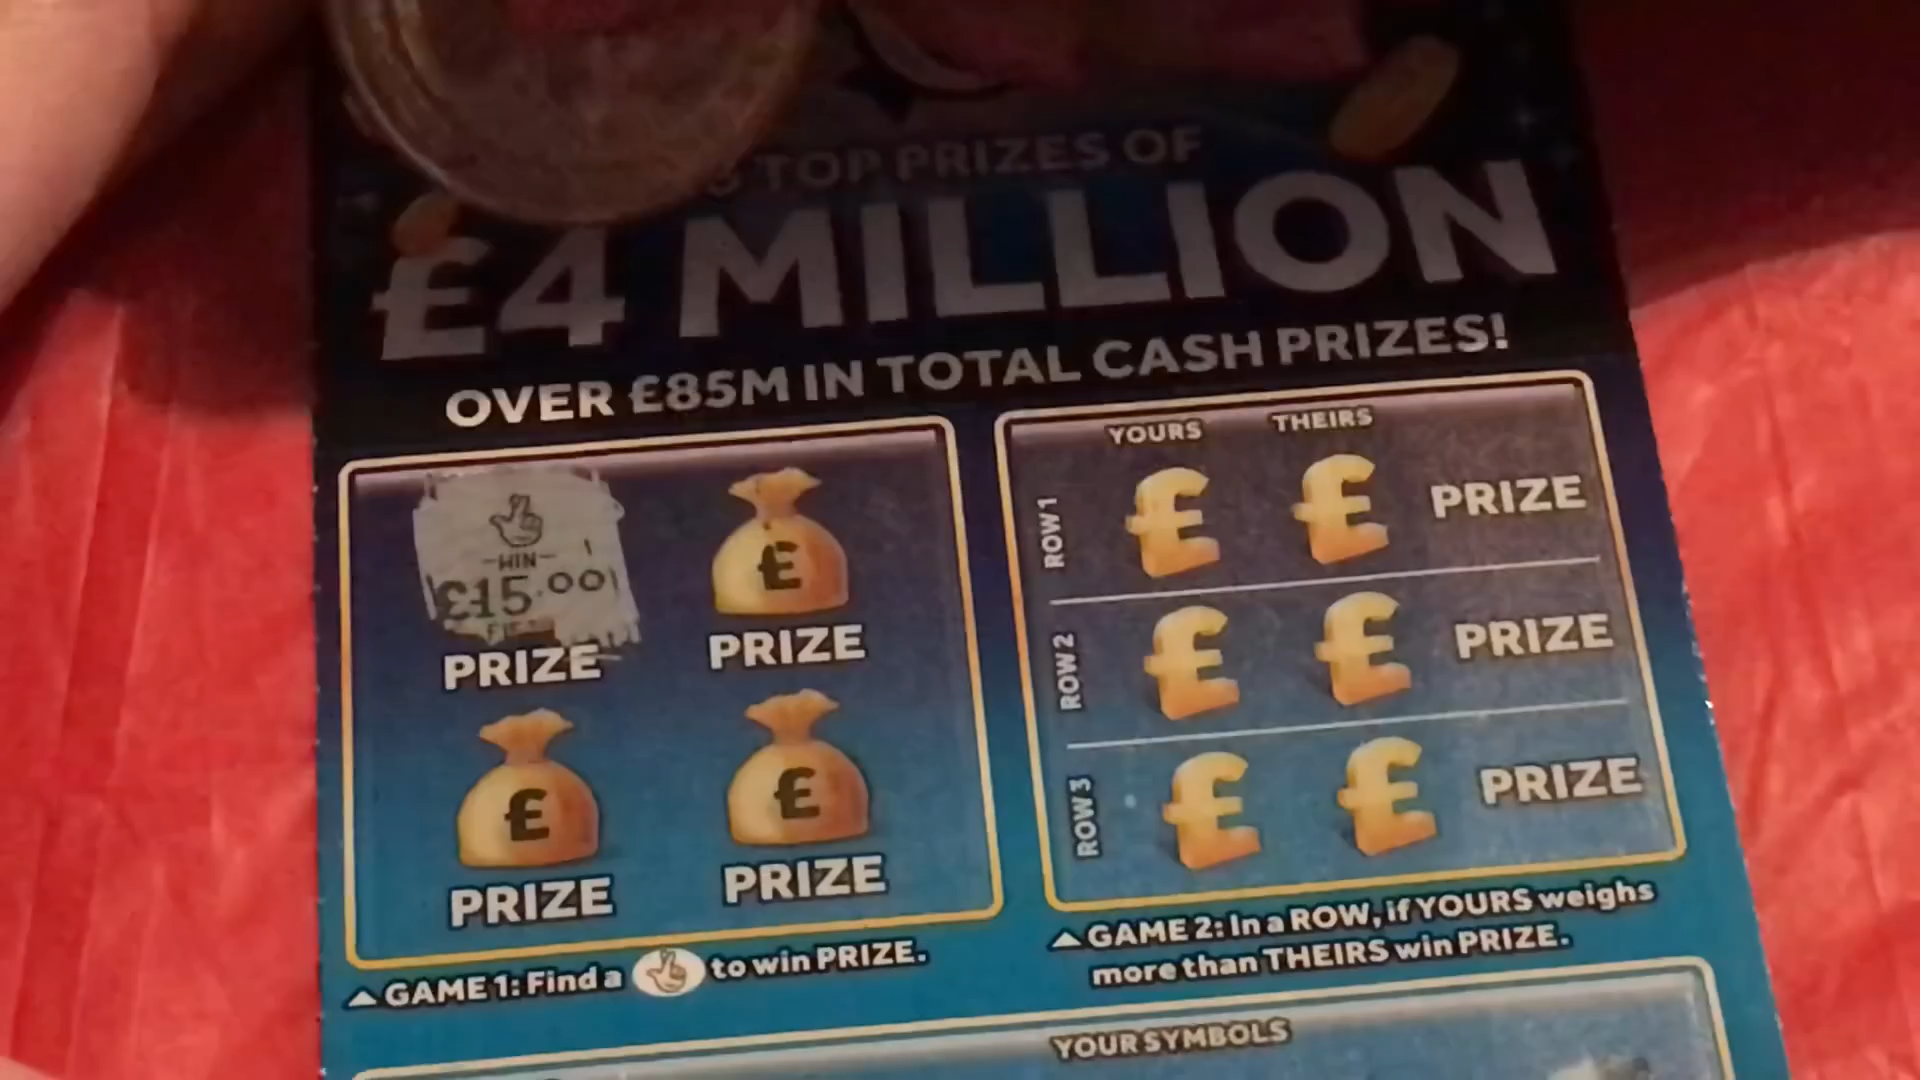 TOP PRIZES OF
£4 MILLION
OVER £85M IN TOTAL CASH PRIZES!
WIN
£15.00
PRIZE
£
PRIZE
£
PRIZE
£
PRIZE
GAME 1: Find a to win PRIZE.
YOURS THEIRS
ROW 1 £ £ PRIZE
ROW 2 £ £ PRIZE
ROW 3 £ £ PRIZE
GAME 2: In a ROW, if YOURS weighs
more than THEIRS win PRIZE.
YOUR SYMBOLS